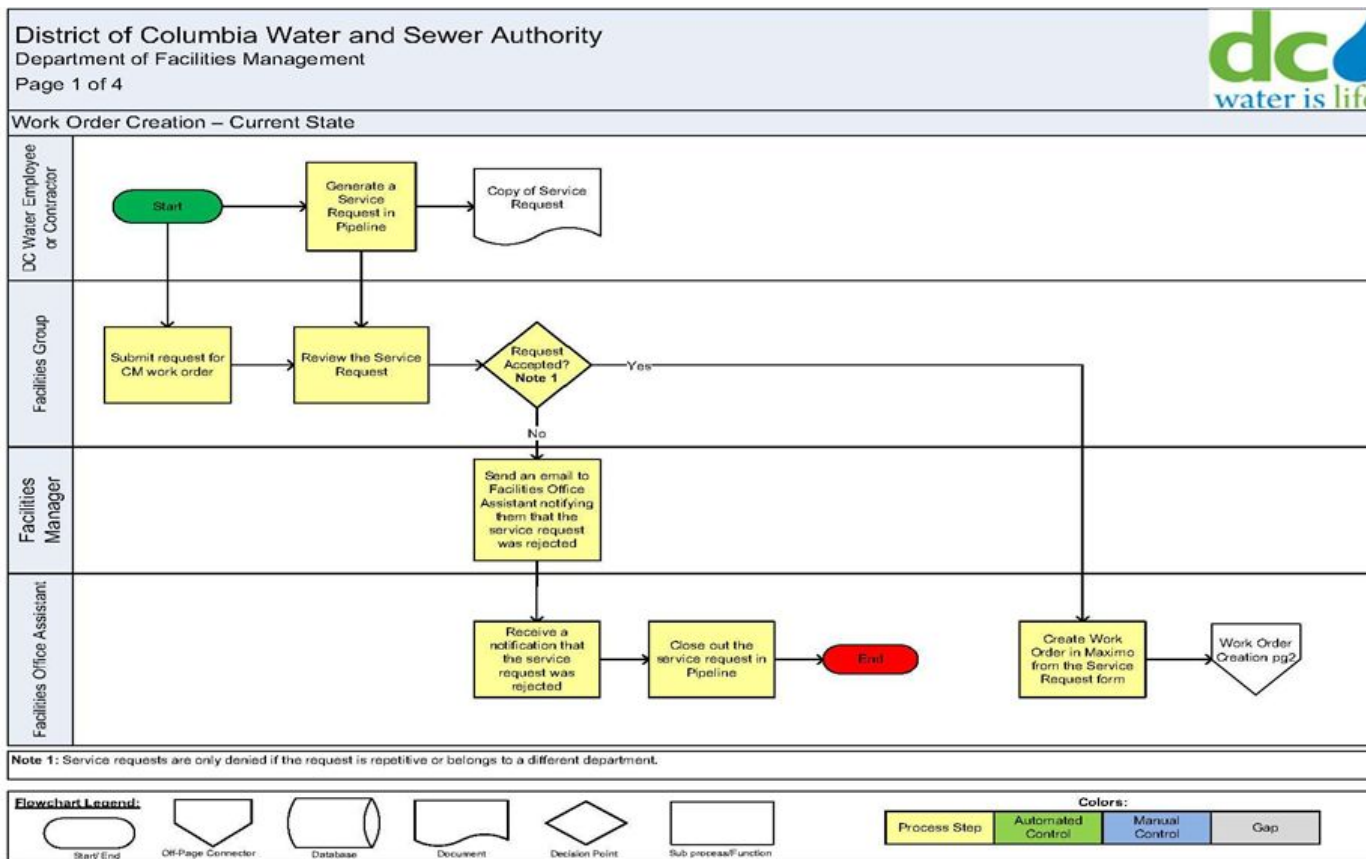 District of Columbia Water and Sewer Authority
Department of Facilities Management
Page 1 of 4
dc
water is life
Work Order Creation – Current State
DC Water Employee
or Contractor
Start
Generate a
Service
Request in
Pipeline
Copy of Service
Request
Facilities Group
Submit request for
CM work order
Review the Service
Request
Request
Accepted?
Note 1
Yes
No
Facilities
Manager
Send an email to
Facilities Office
Assistant notifying
them that the
service request
was rejected
Facilities Office Assistant
Receive a
notification that
the service
request was
rejected
Close out the
service request in
Pipeline
End
Create Work
Order in Maximo
from the Service
Request form
Work Order
Creation pg2
Note 1: Service requests are only denied if the request is repetitive or belongs to a different department.
Flowchart Legend:
Start/ End
Off-Page Connector
Database
Document
Decision Point
Sub process/Function
Colors:
Process Step
Automated
Control
Manual
Control
Gap